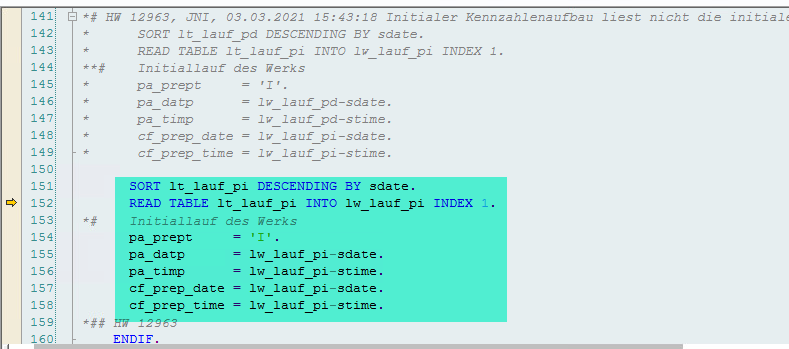 141 *# HW 12963, JNI, 03.03.2021 15:43:18 Initialer Kennzahlenaufbau liest nicht die initiale
142 * SORT lt_lauf_pd DESCENDING BY sdate.
143 * READ TABLE lt_lauf_pi INTO lw_lauf_pi INDEX 1.
144 **# Initiallauf des Werks
145 * pa_prept = 'I'.
146 * pa_datp = lw_lauf_pd-sdate.
147 * pa_timp = lw_lauf_pd-stime.
148 * cf_prep_date = lw_lauf_pi-sdate.
149 * cf_prep_time = lw_lauf_pi-stime.
150
151 SORT lt_lauf_pi DESCENDING BY sdate.
152 READ TABLE lt_lauf_pi INTO lw_lauf_pi INDEX 1.
153 *# Initiallauf des Werks
154 pa_prept = 'I'.
155 pa_datp = lw_lauf_pi-sdate.
156 pa_timp = lw_lauf_pi-stime.
157 cf_prep_date = lw_lauf_pi-sdate.
158 cf_prep_time = lw_lauf_pi-stime.
159 *## HW 12963
160 ENDIF.